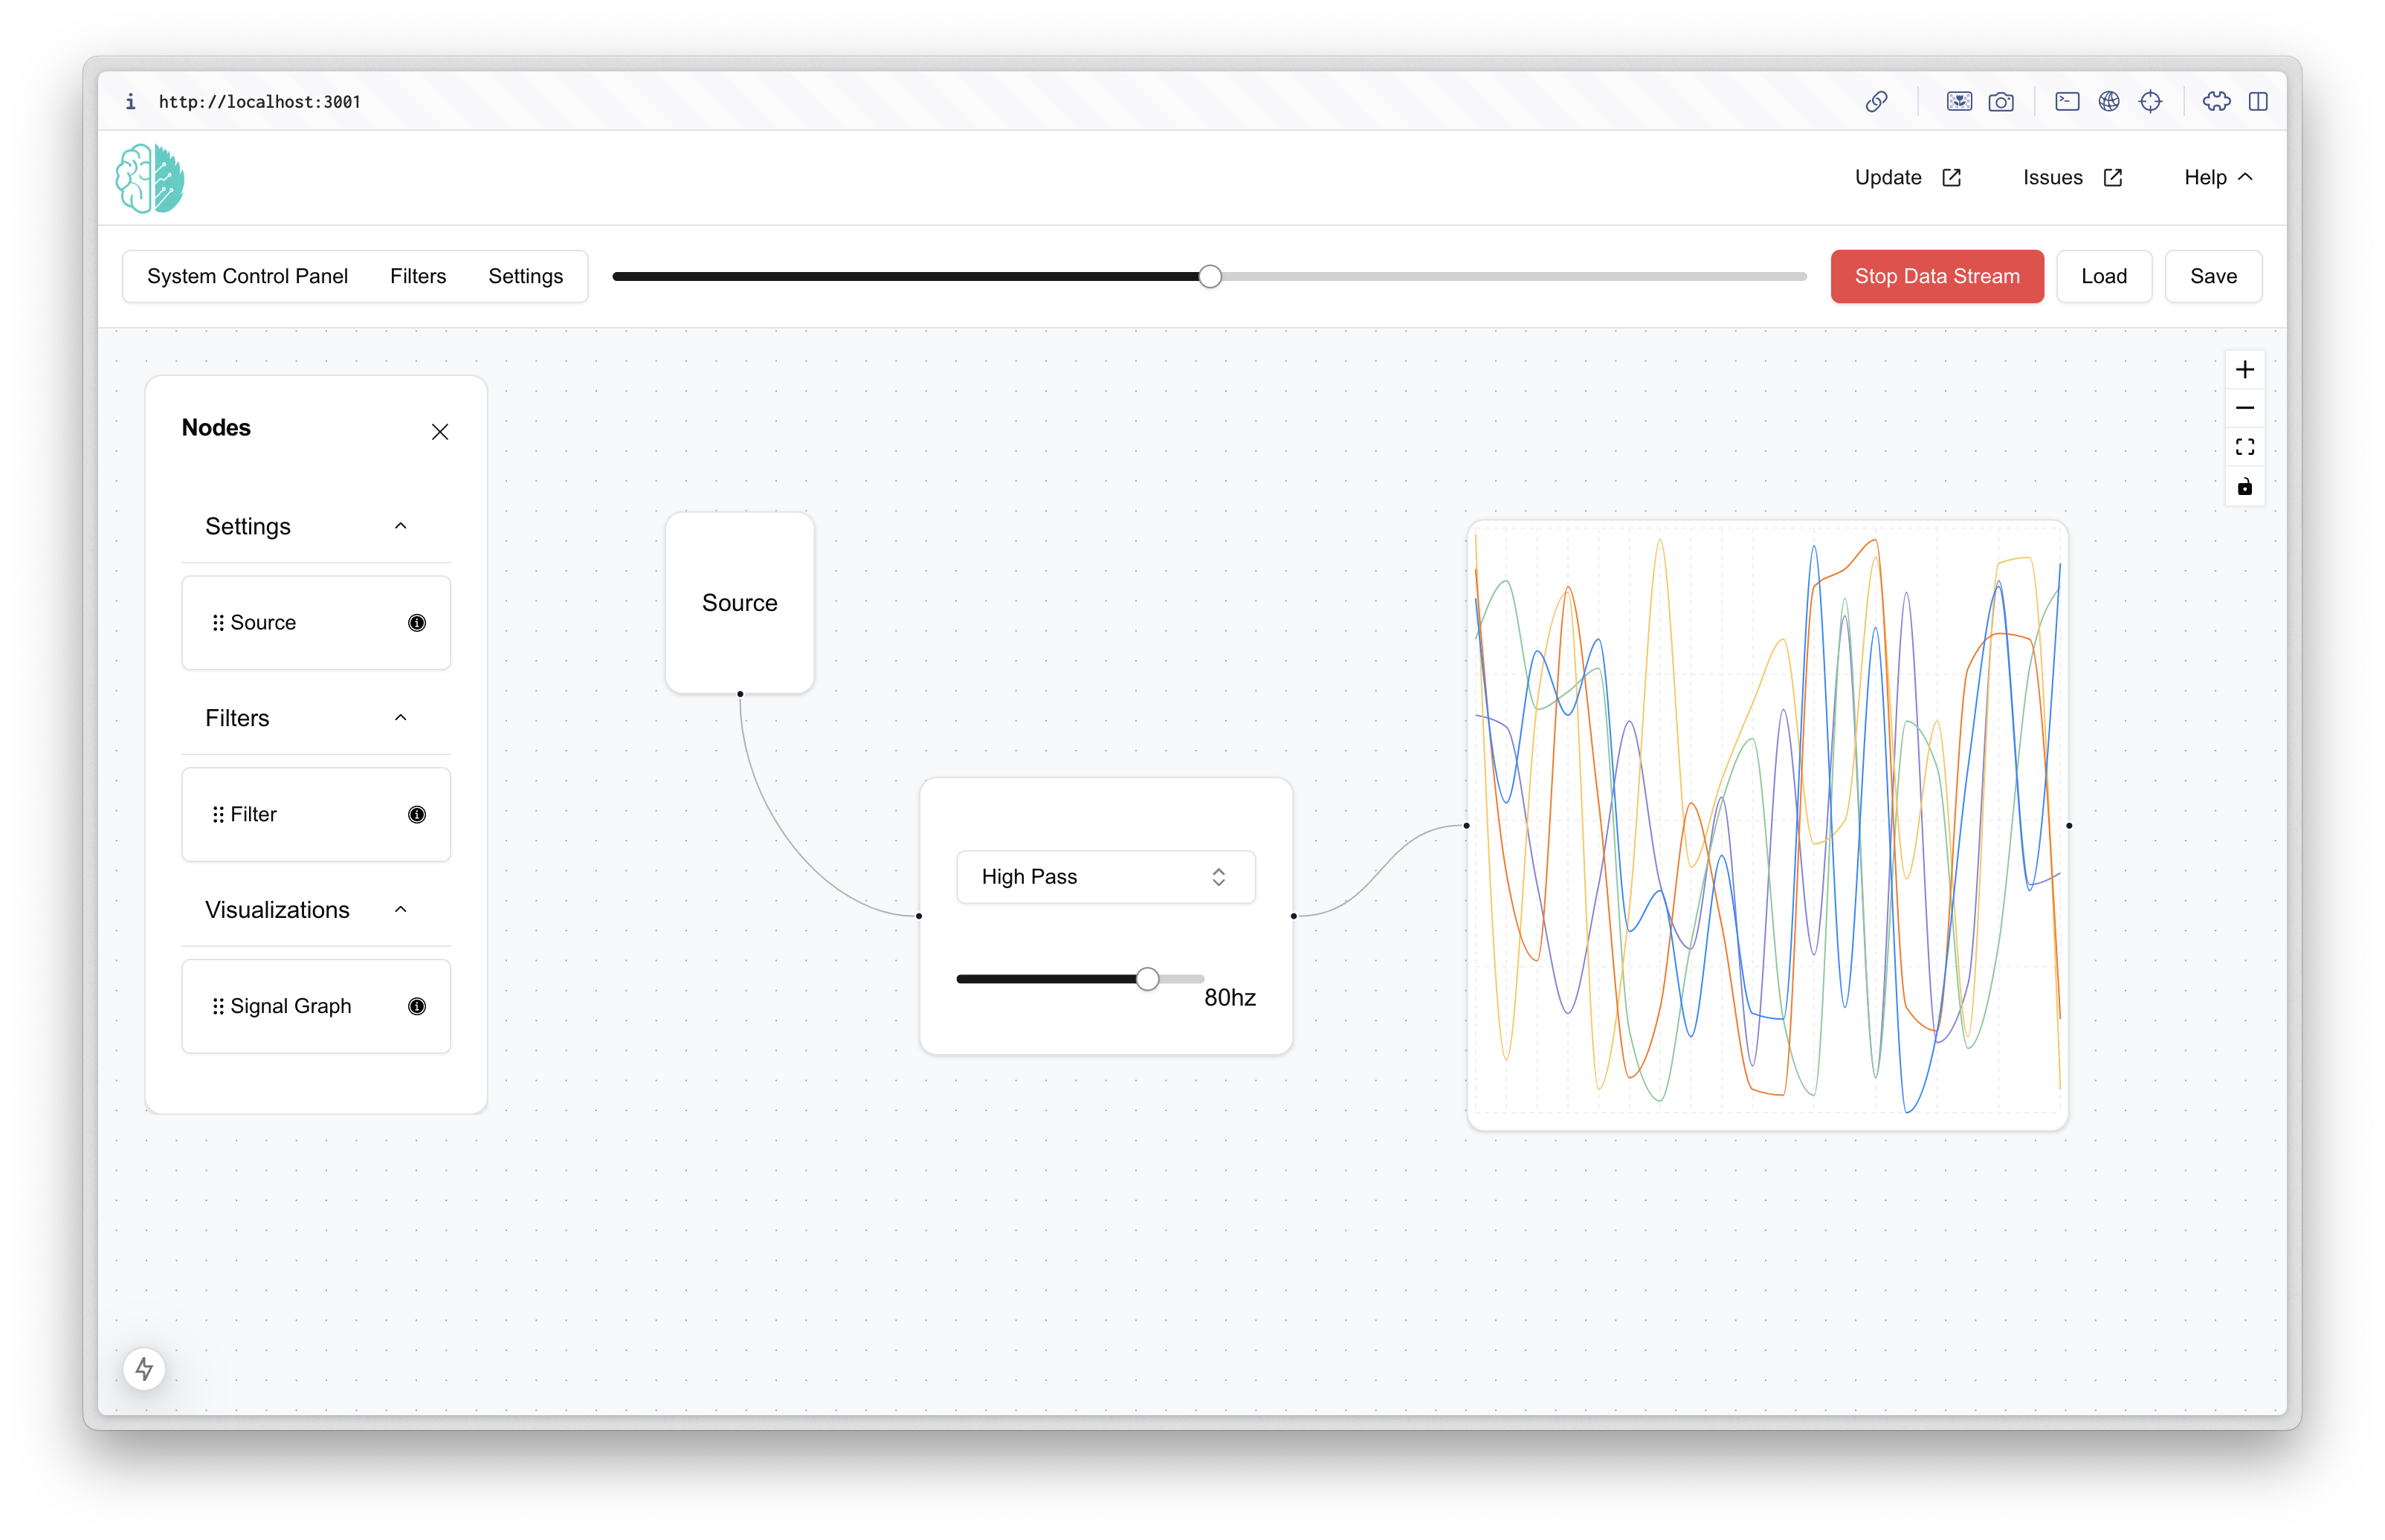 http://localhost:3001
Update
Issues
Help
System Control Panel
Filters
Settings
Stop Data Stream
Load
Save
Nodes
Settings
Source
Filters
Filter
Visualizations
Signal Graph
Source
High Pass
80hz